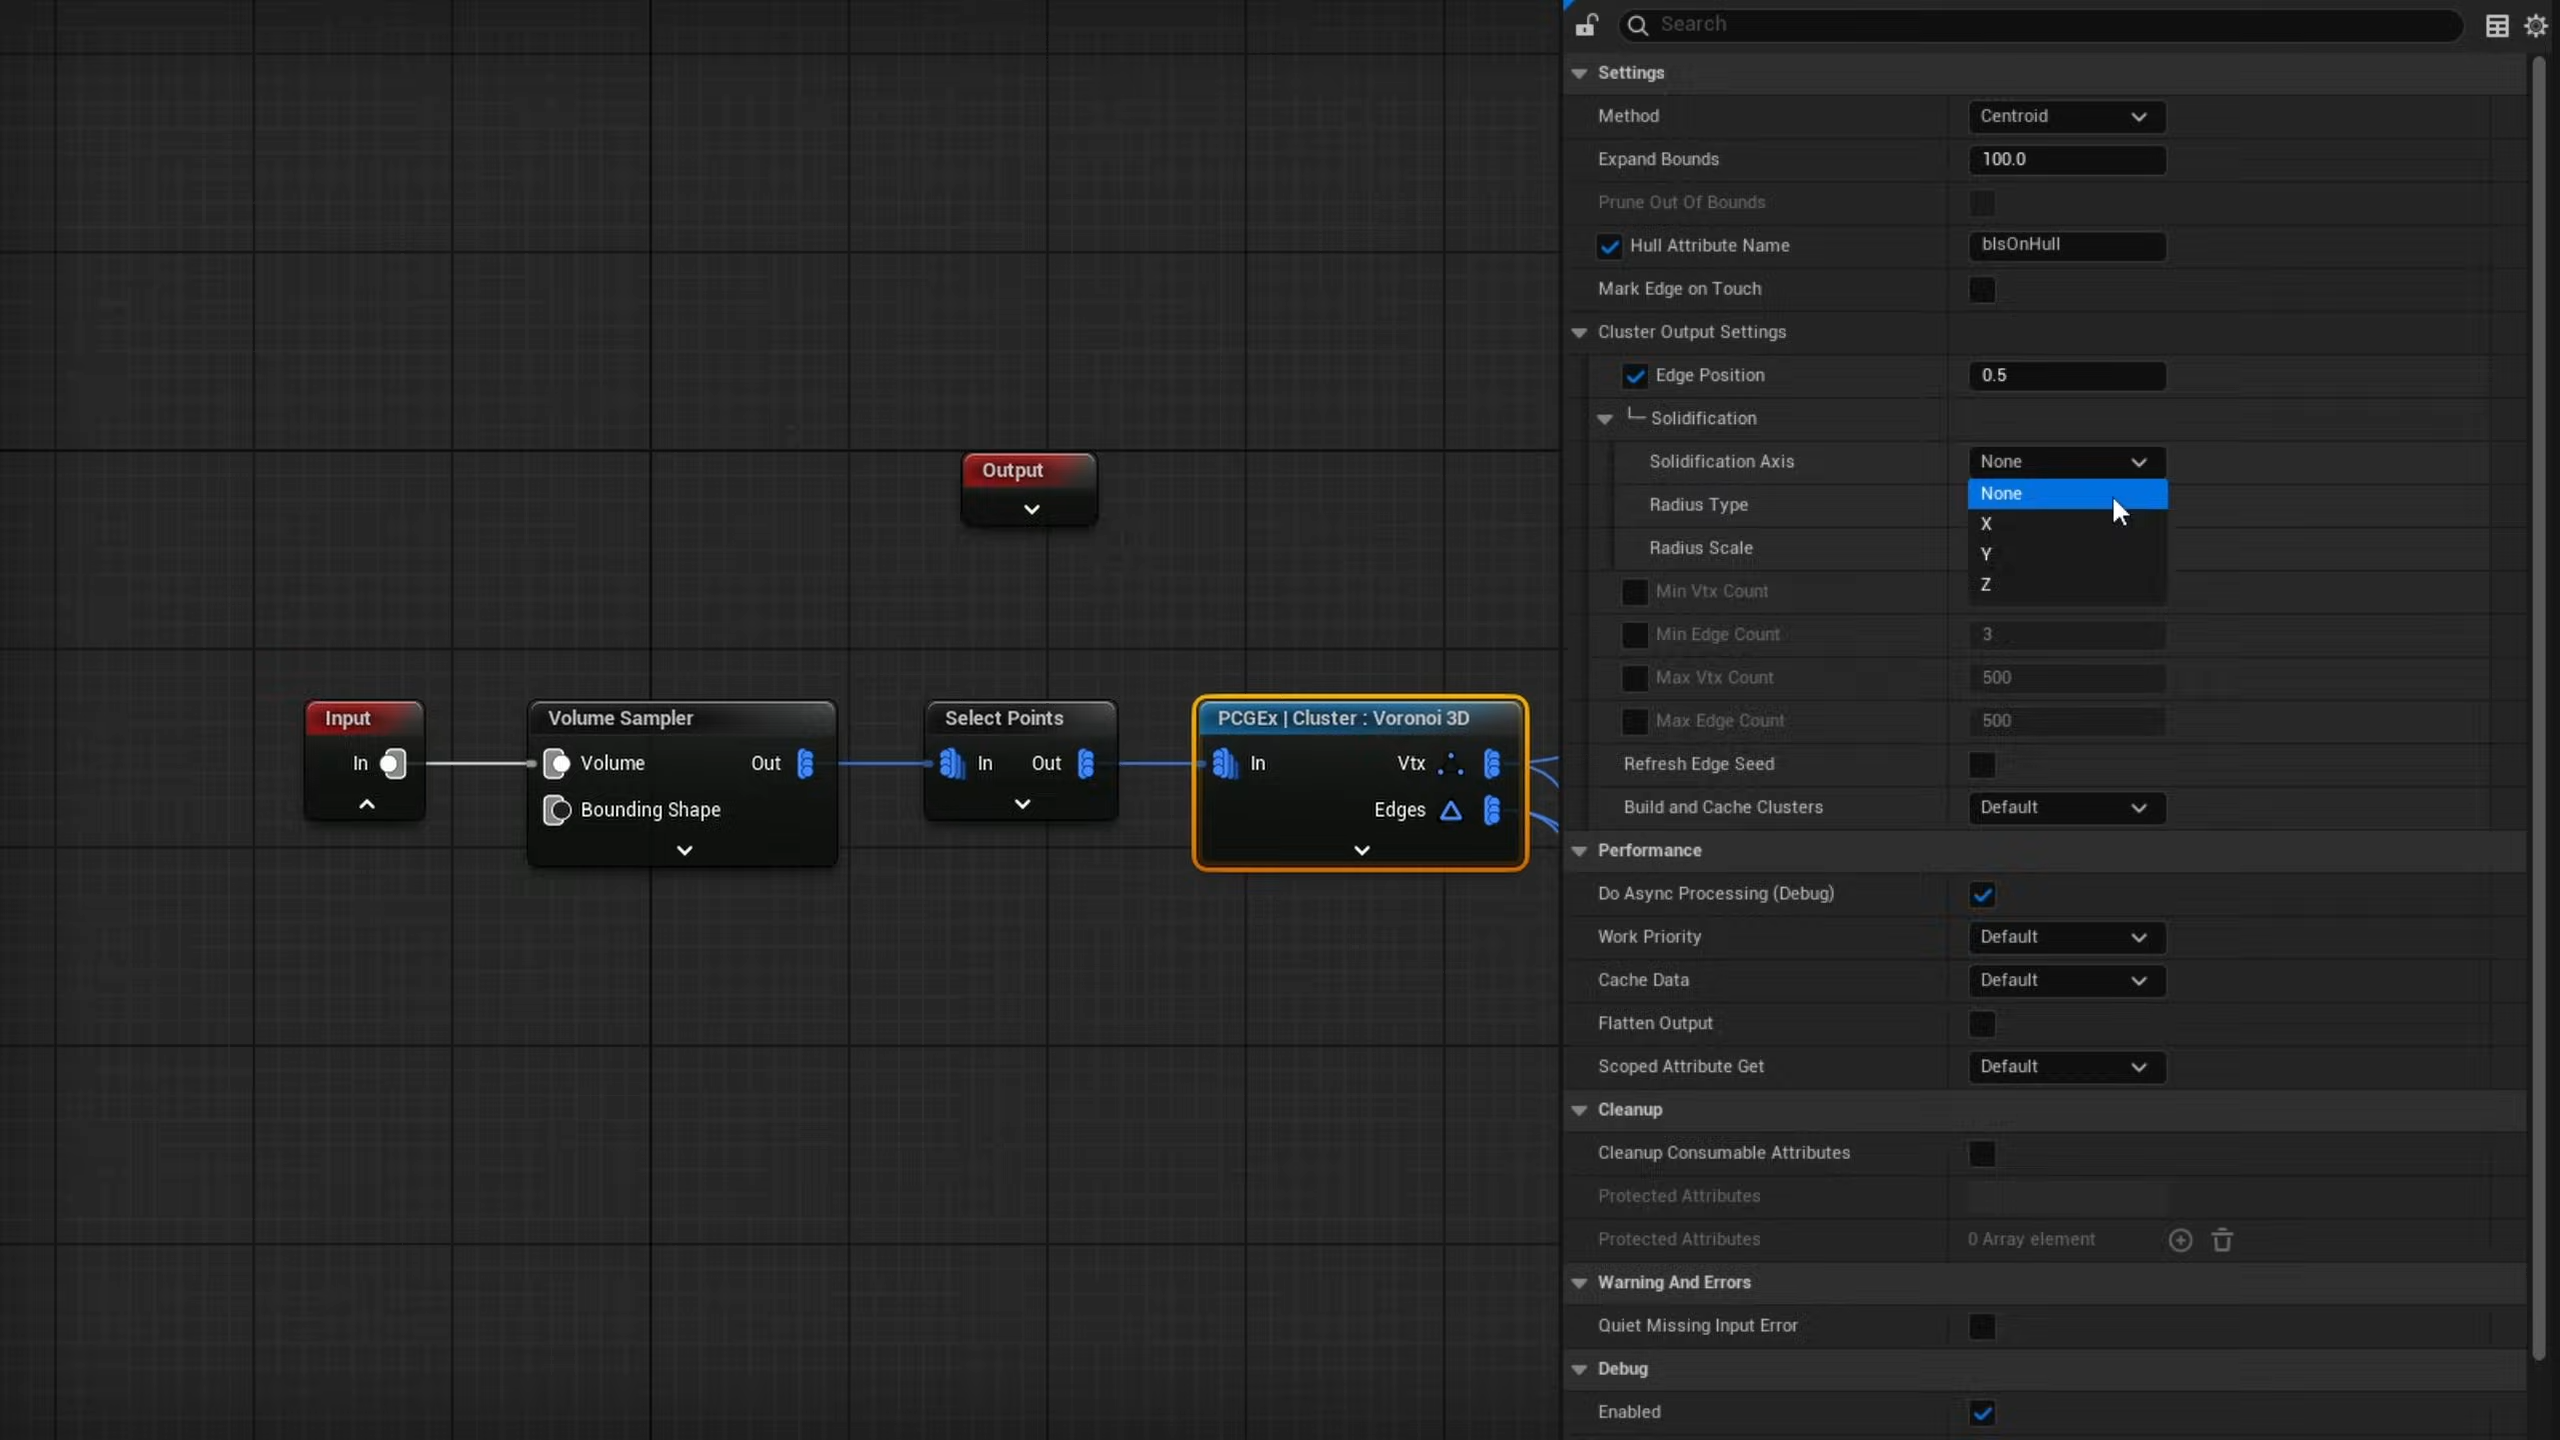 Search
Settings
Method
Centroid
Expand Bounds
100.0
Prune Out Of Bounds
Hull Attribute Name
bIsOnHull
Mark Edge on Touch
Cluster Output Settings
Edge Position
0.5
Solidification
Solidification Axis
None
None
Radius Type
X
Radius Scale
Y
Z
Min Vtx Count
Min Edge Count
3
Max Vtx Count
500
Max Edge Count
500
Refresh Edge Seed
Build and Cache Clusters
Default
Performance
Do Async Processing (Debug)
Work Priority
Default
Cache Data
Default
Flatten Output
Scoped Attribute Get
Default
Cleanup
Cleanup Consumable Attributes
Protected Attributes
Protected Attributes
0 Array element
Warning And Errors
Quiet Missing Input Error
Debug
Enabled
Output
Input
In
Volume Sampler
Volume
Out
Bounding Shape
Select Points
In
Out
PCGEx | Cluster : Voronoi 3D
In
Vtx
Edges